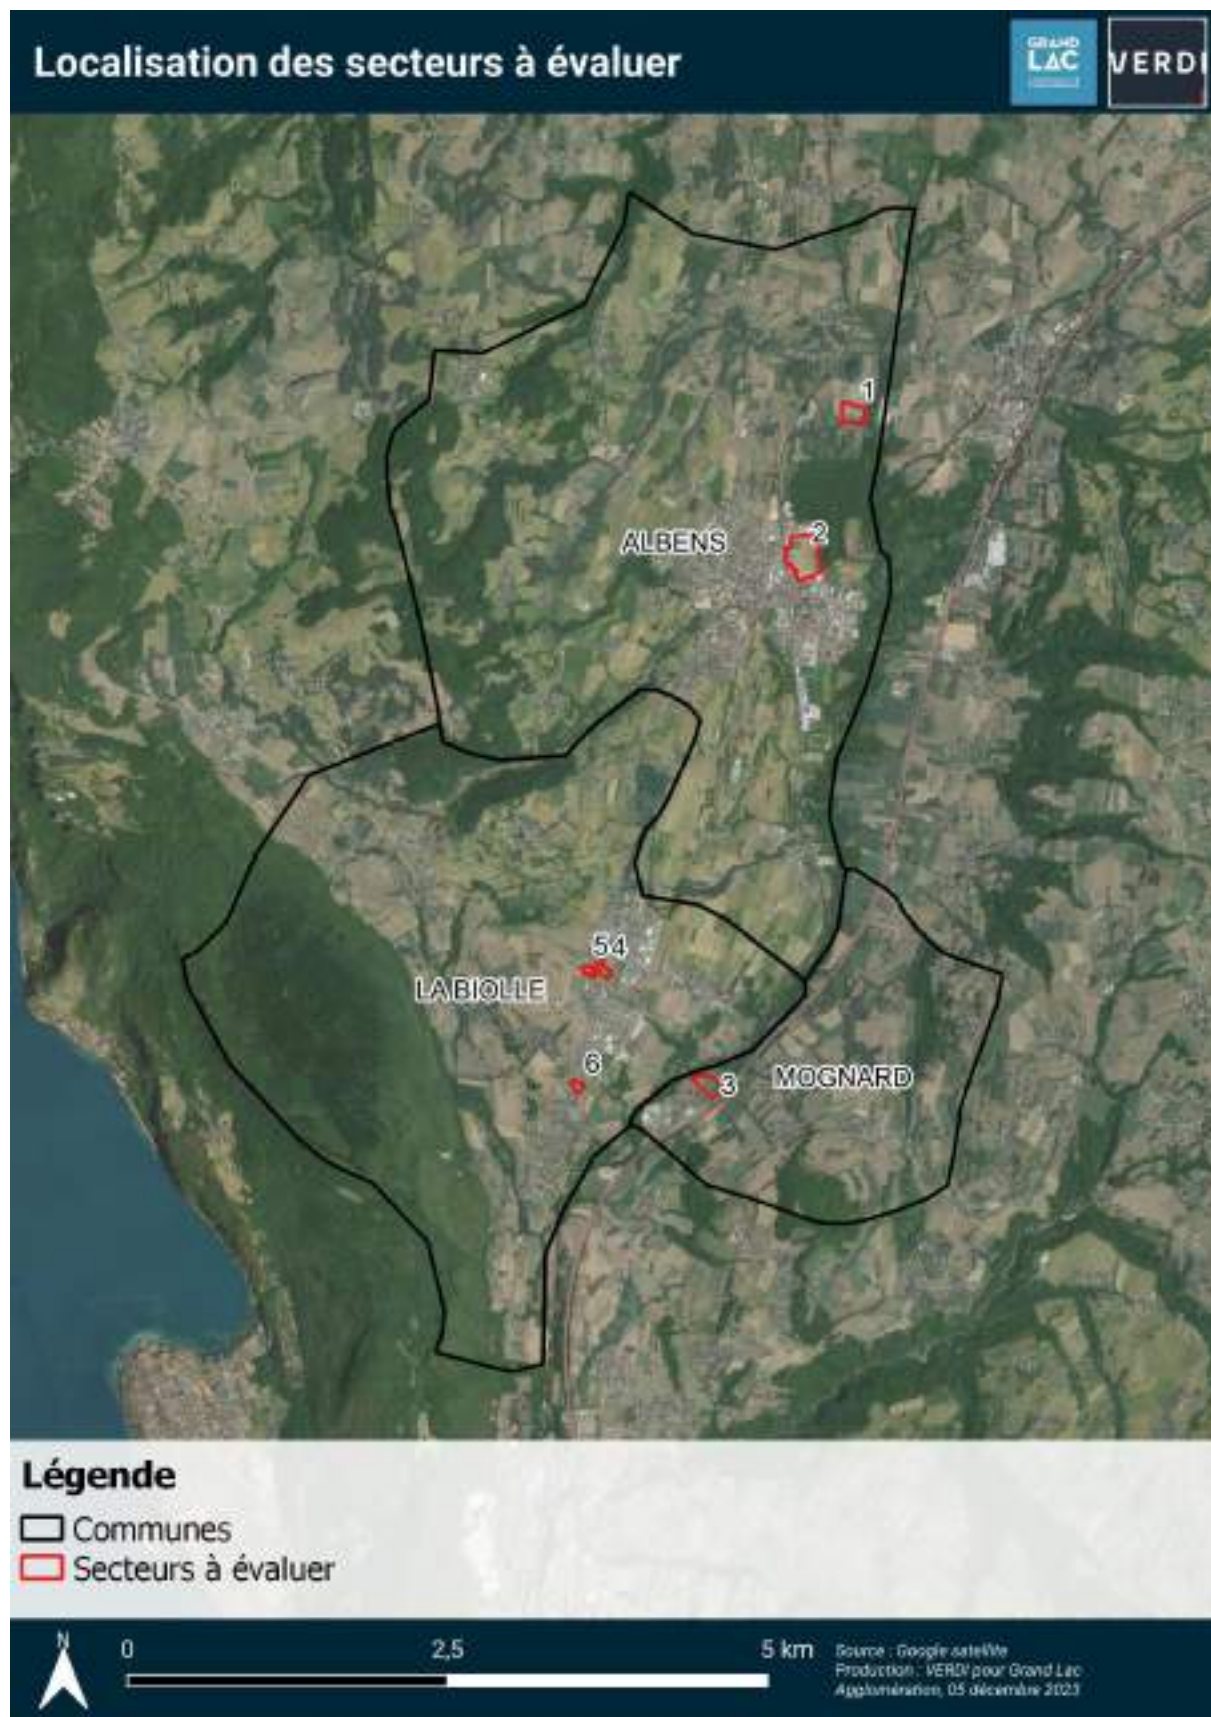 Localisation des secteurs à évaluer
GRAND
LAC
VERDI
1
2
ALBENS
54
LA BIOLLE
6
3
MOGNARD
Légende
Communes
Secteurs à évaluer
N
0 2,5 5 km
Source : Google satellite
Production : VERDI pour Grand Lac
Agglomération, 05 décembre 2023